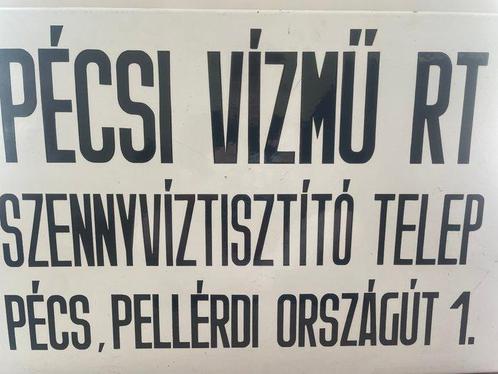 PÉCSI VÍZMŰ RT
SZENNYVÍZTISZTÍTÓ TELEP
PÉCS, PELLÉRDI ORSZÁGÚT 1.